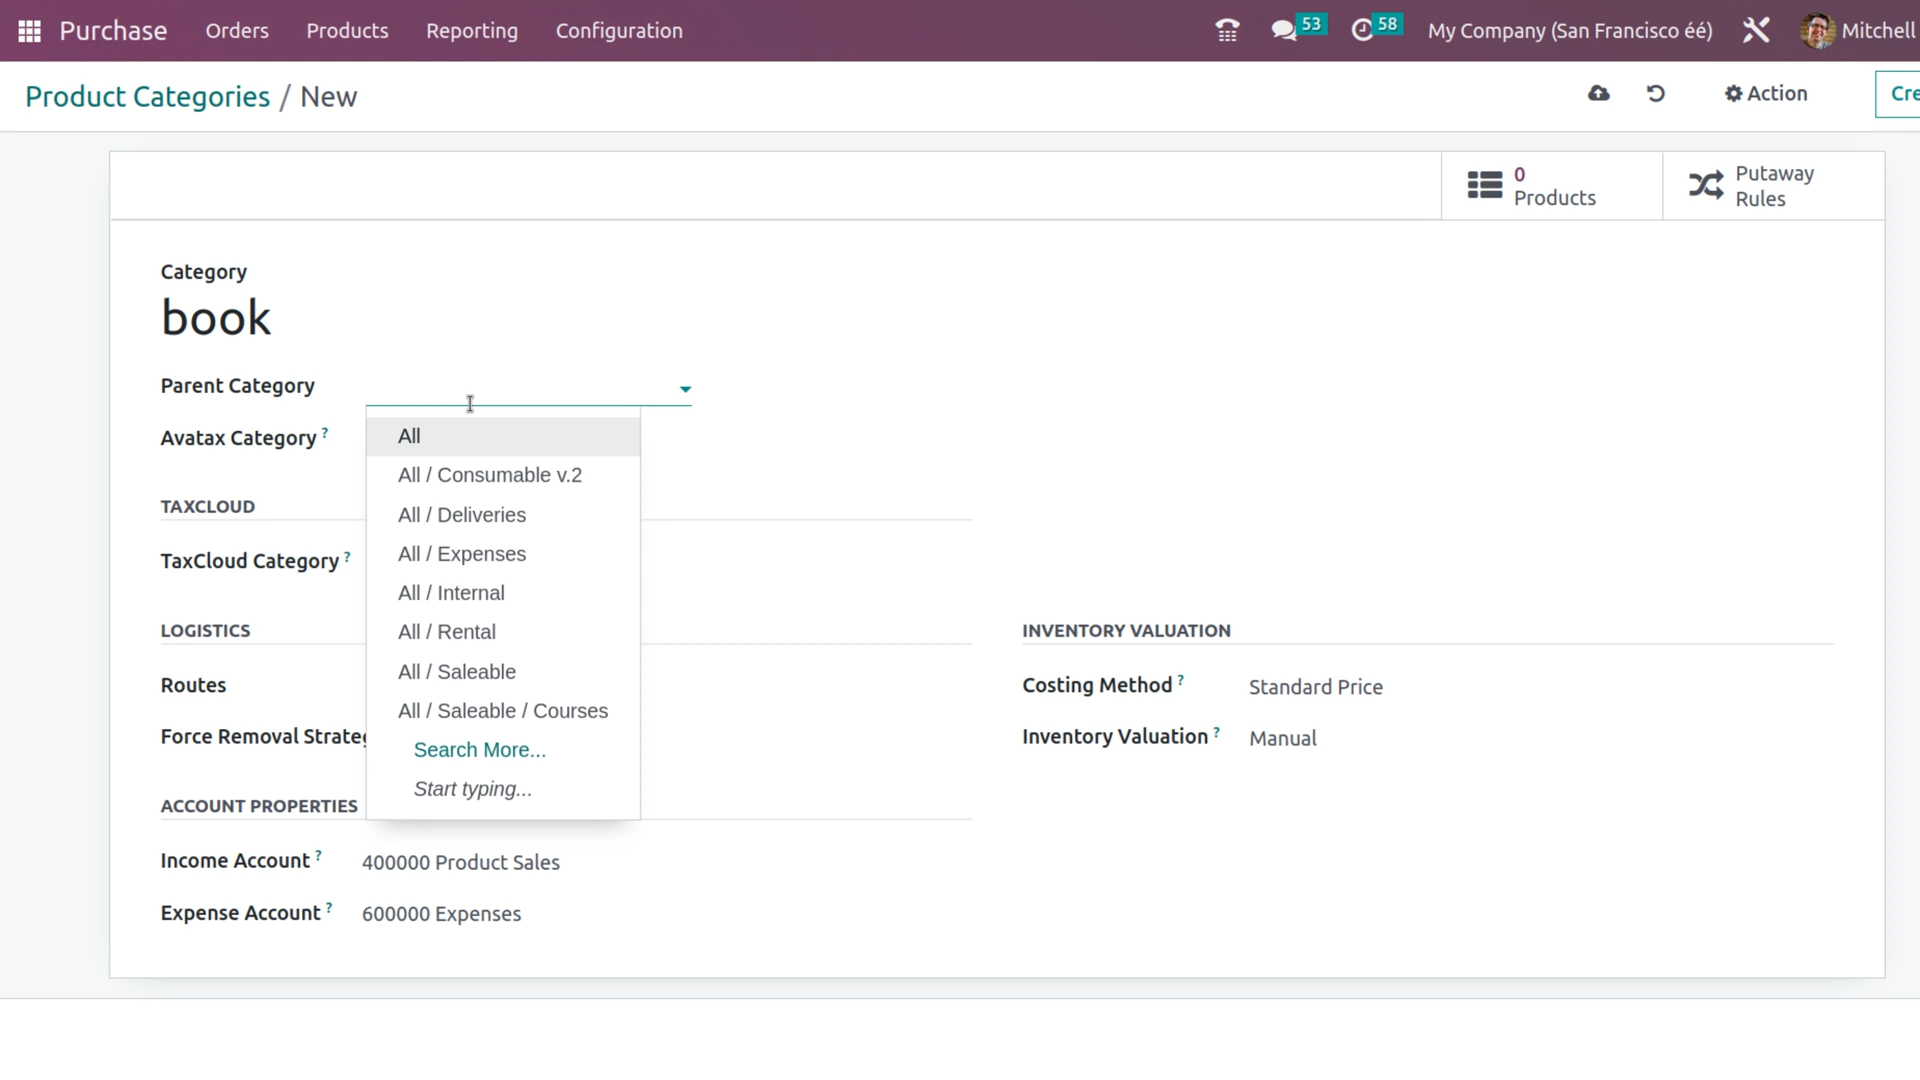 Purchase Orders Products Reporting Configuration 53 58 My Company (San Francisco éé) Mitchell
Product Categories / New Action Cre
0 Products
Putaway Rules
Category
book
Parent Category
Avatax Category ?
All
All / Consumable v.2
All / Deliveries
All / Expenses
All / Internal
All / Rental
All / Saleable
All / Saleable / Courses
Search More...
Start typing...
TAXCLOUD
TaxCloud Category ?
LOGISTICS
Routes
Force Removal Strateg
INVENTORY VALUATION
Costing Method ? Standard Price
Inventory Valuation ? Manual
ACCOUNT PROPERTIES
Income Account ? 400000 Product Sales
Expense Account ? 600000 Expenses